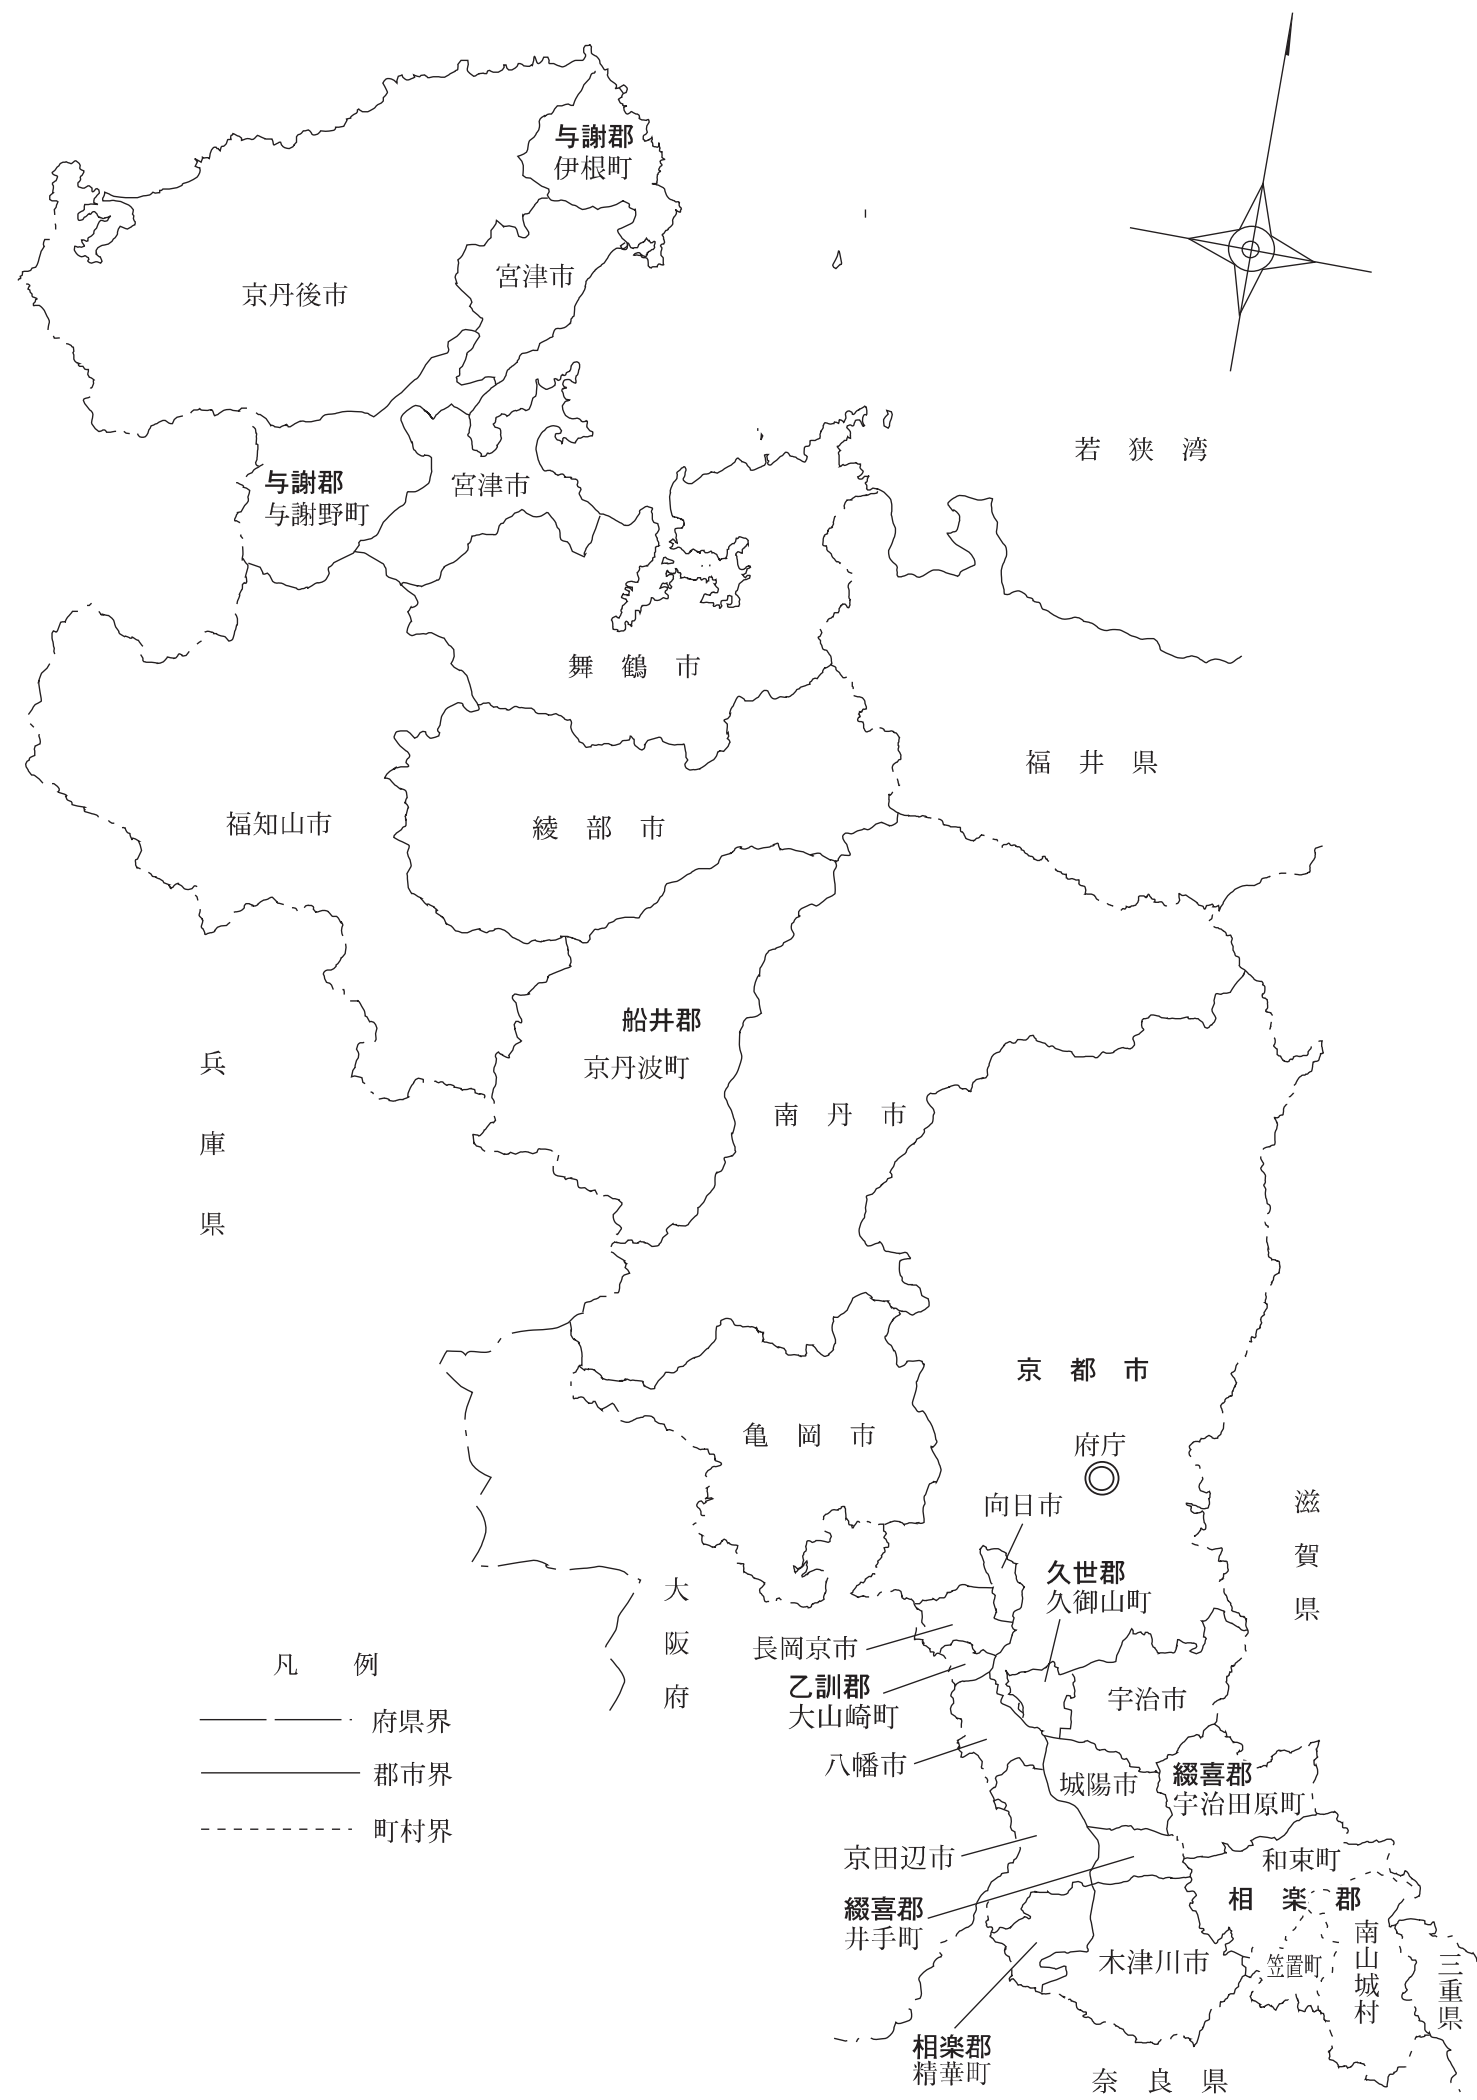 与謝郡
伊根町
宮津市
京丹後市
若狭湾
与謝郡
与謝野町
宮津市
舞鶴市
福井県
福知山市
綾部市
船井郡
京丹波町
兵庫県
南丹市
京都市
府庁
亀岡市
向日市
滋賀県
久世郡
久御山町
大阪府
長岡京市
乙訓郡
大山崎町
宇治市
八幡市
城陽市
綴喜郡
宇治田原町
凡例
府県界
郡市界
町村界
京田辺市
和束町
相楽郡
綴喜郡
井手町
木津川市
笠置町
南山城村
三重県
相楽郡
精華町
奈良県